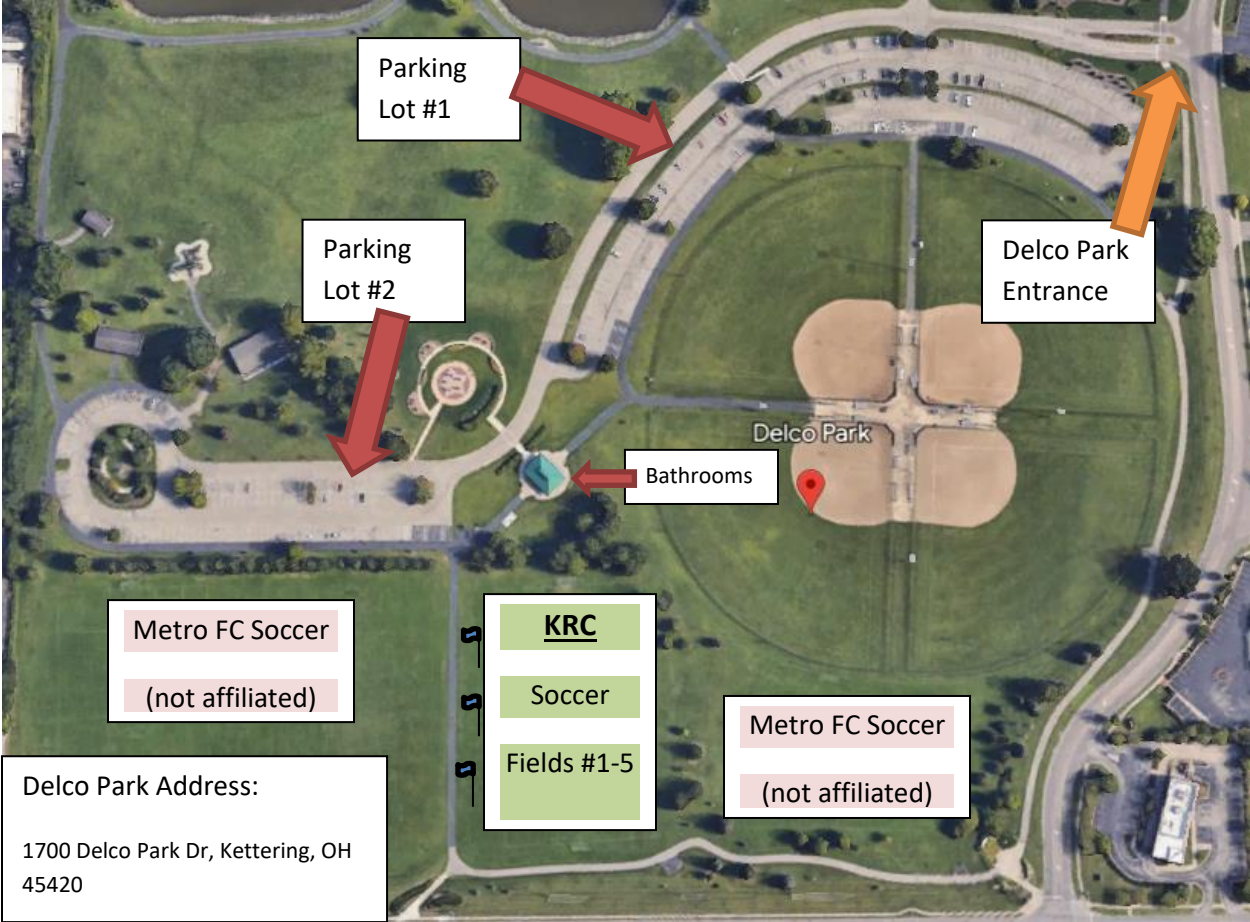 Parking
Lot #1
Parking
Lot #2
Delco Park
Entrance
Delco Park
Bathrooms
Metro FC Soccer
(not affiliated)
KRC
Soccer
Fields #1-5
Metro FC Soccer
(not affiliated)
Delco Park Address:
1700 Delco Park Dr, Kettering, OH
45420